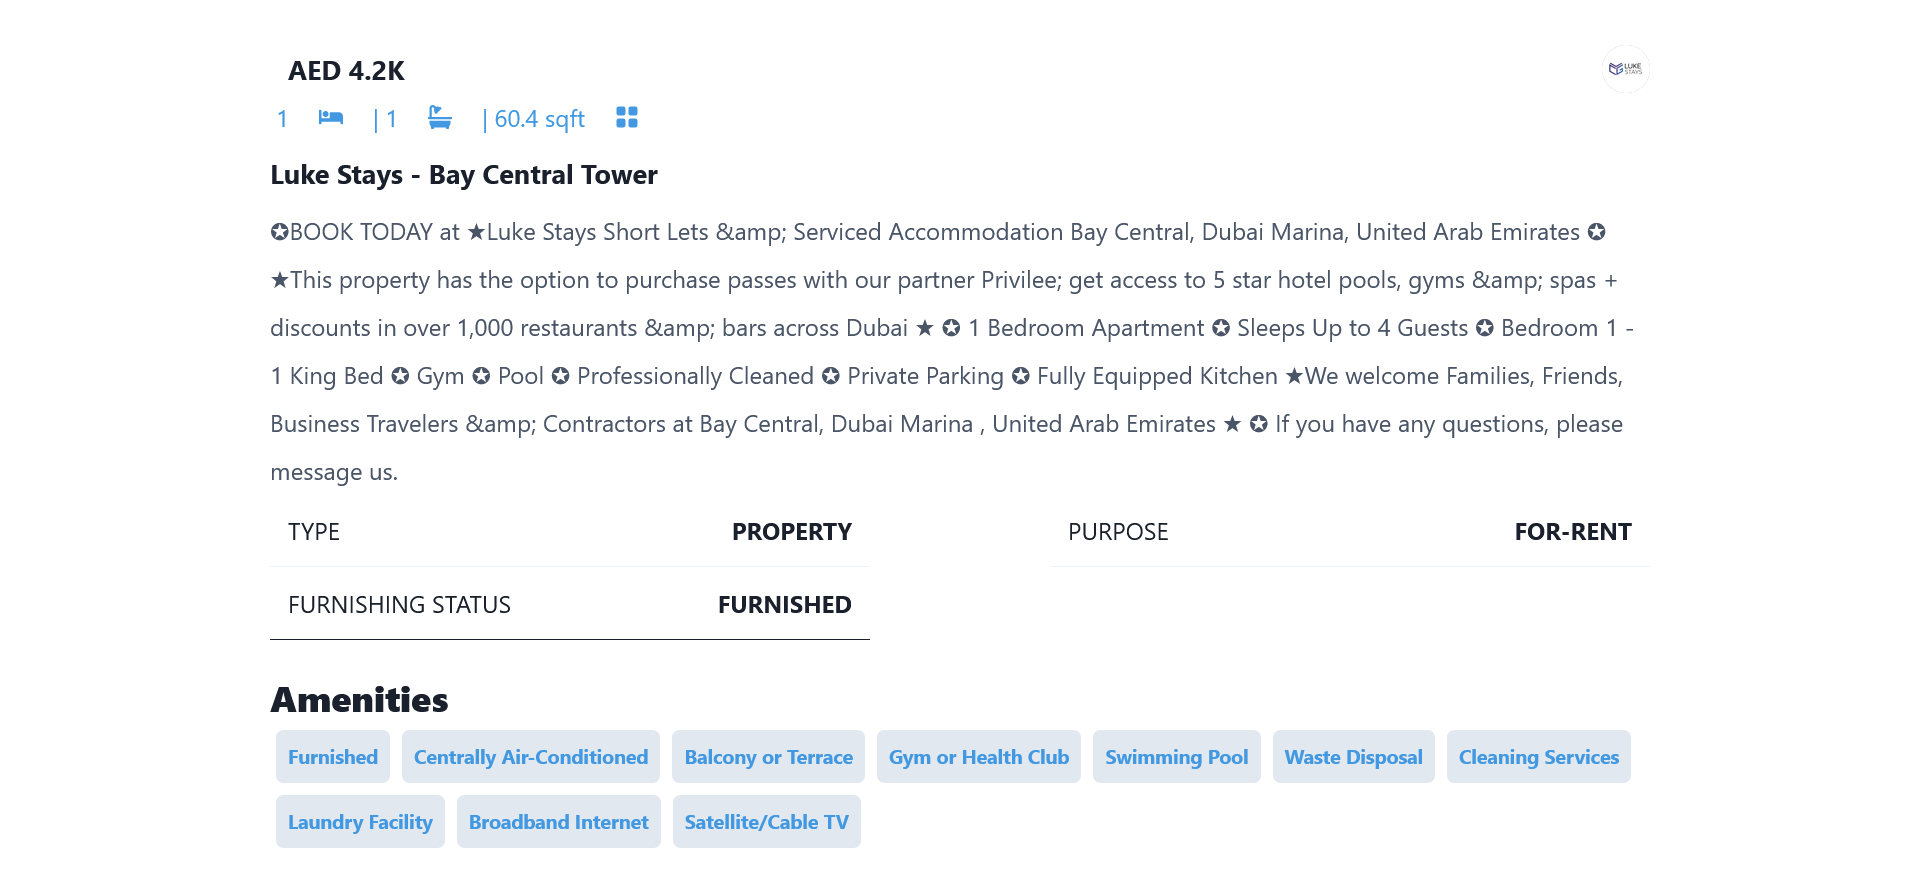 AED 4.2K
LUKE
STAYS
1 | 1 | 60.4 sqft
Luke Stays - Bay Central Tower
✪BOOK TODAY at ★Luke Stays Short Lets &amp; Serviced Accommodation Bay Central, Dubai Marina, United Arab Emirates ✪
★This property has the option to purchase passes with our partner Privilee; get access to 5 star hotel pools, gyms &amp; spas +
discounts in over 1,000 restaurants &amp; bars across Dubai ★ ✪ 1 Bedroom Apartment ✪ Sleeps Up to 4 Guests ✪ Bedroom 1 -
1 King Bed ✪ Gym ✪ Pool ✪ Professionally Cleaned ✪ Private Parking ✪ Fully Equipped Kitchen ★We welcome Families, Friends,
Business Travelers &amp; Contractors at Bay Central, Dubai Marina , United Arab Emirates ★ ✪ If you have any questions, please
message us.
TYPE PROPERTY PURPOSE FOR-RENT
FURNISHING STATUS FURNISHED
Amenities
Furnished Centrally Air-Conditioned Balcony or Terrace Gym or Health Club Swimming Pool Waste Disposal Cleaning Services
Laundry Facility Broadband Internet Satellite/Cable TV